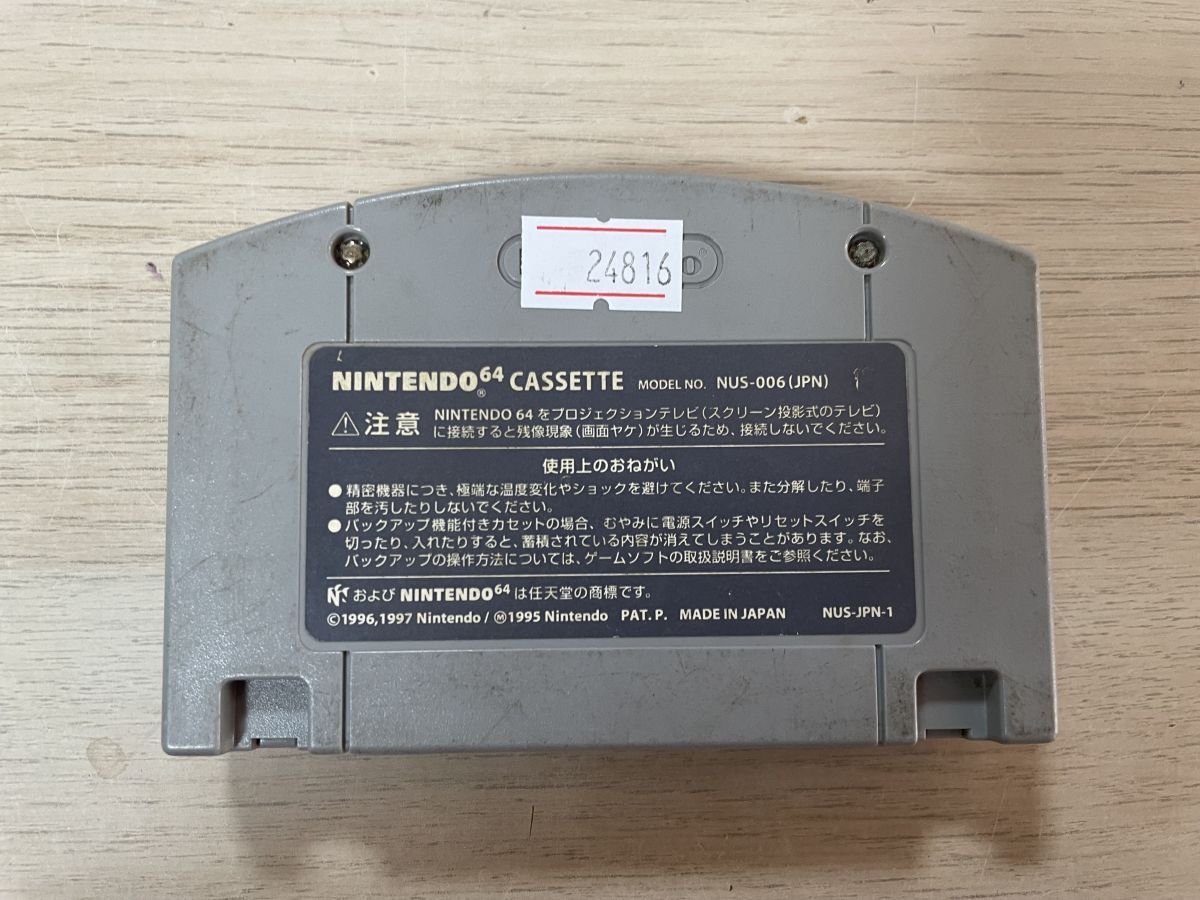 24816
NINTENDO64® CASSETTE MODEL NO. NUS-006(JPN)
⚠注意 NINTENDO 64をプロジェクションテレビ(スクリーン投影式のテレビ)
に接続すると残像現象(画面ヤケ)が生じるため、接続しないでください。
使用上のおねがい
●精密機器につき、極端な温度変化やショックを避けてください。また分解したり、端子
部を汚したりしないでください。
●バックアップ機能付きカセットの場合、むやみに電源スイッチやリセットスイッチを
切ったり、入れたりすると、蓄積されている内容が消えてしまうことがあります。なお、
バックアップの操作方法については、ゲームソフトの取扱説明書をご参照ください。
および NINTENDO64は任天堂の商標です。
©1996,1997 Nintendo/Ⓜ1995 Nintendo PAT.P. MADE IN JAPAN NUS-JPN-1